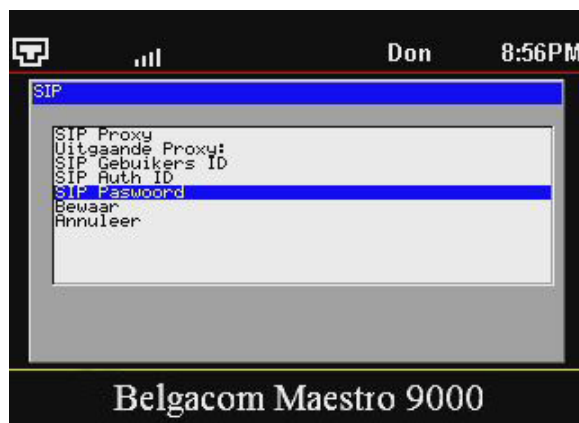 Don 8:56PM
SIP
SIP Proxy
Uitgaande Proxy:
SIP Gebuikers ID
SIP Auth ID
SIP Paswoord
Bewaar
Annuleer
Belgacom Maestro 9000